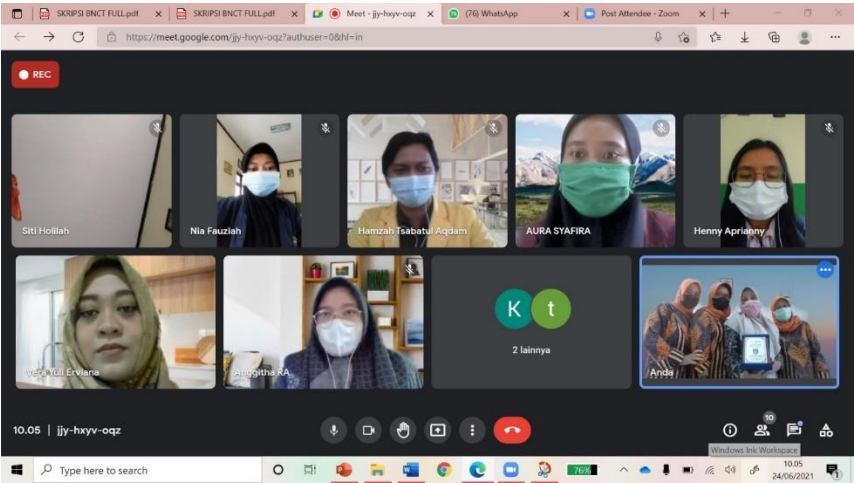 SKRIPSI BNCT FULL.pdf
SKRIPSI BNCT FULL.pdf
Meet - jjy-hxyv-oqz
(76) WhatsApp
Post Attendee - Zoom
https://meet.google.com/jjy-hxyv-oqz?authuser=0&hl=in
REC
Siti Holilah
Nia Fauziah
Hamzah Tsabatul Aqdam
AURA SYAFIRA
Henny Aprianny
Vera Yuli Erviana
Anggitha RA
K
t
2 lainnya
Anda
10.05 | jjy-hxyv-oqz
10
Windows Ink Workspace
Type here to search
76%
10.05
24/06/2021